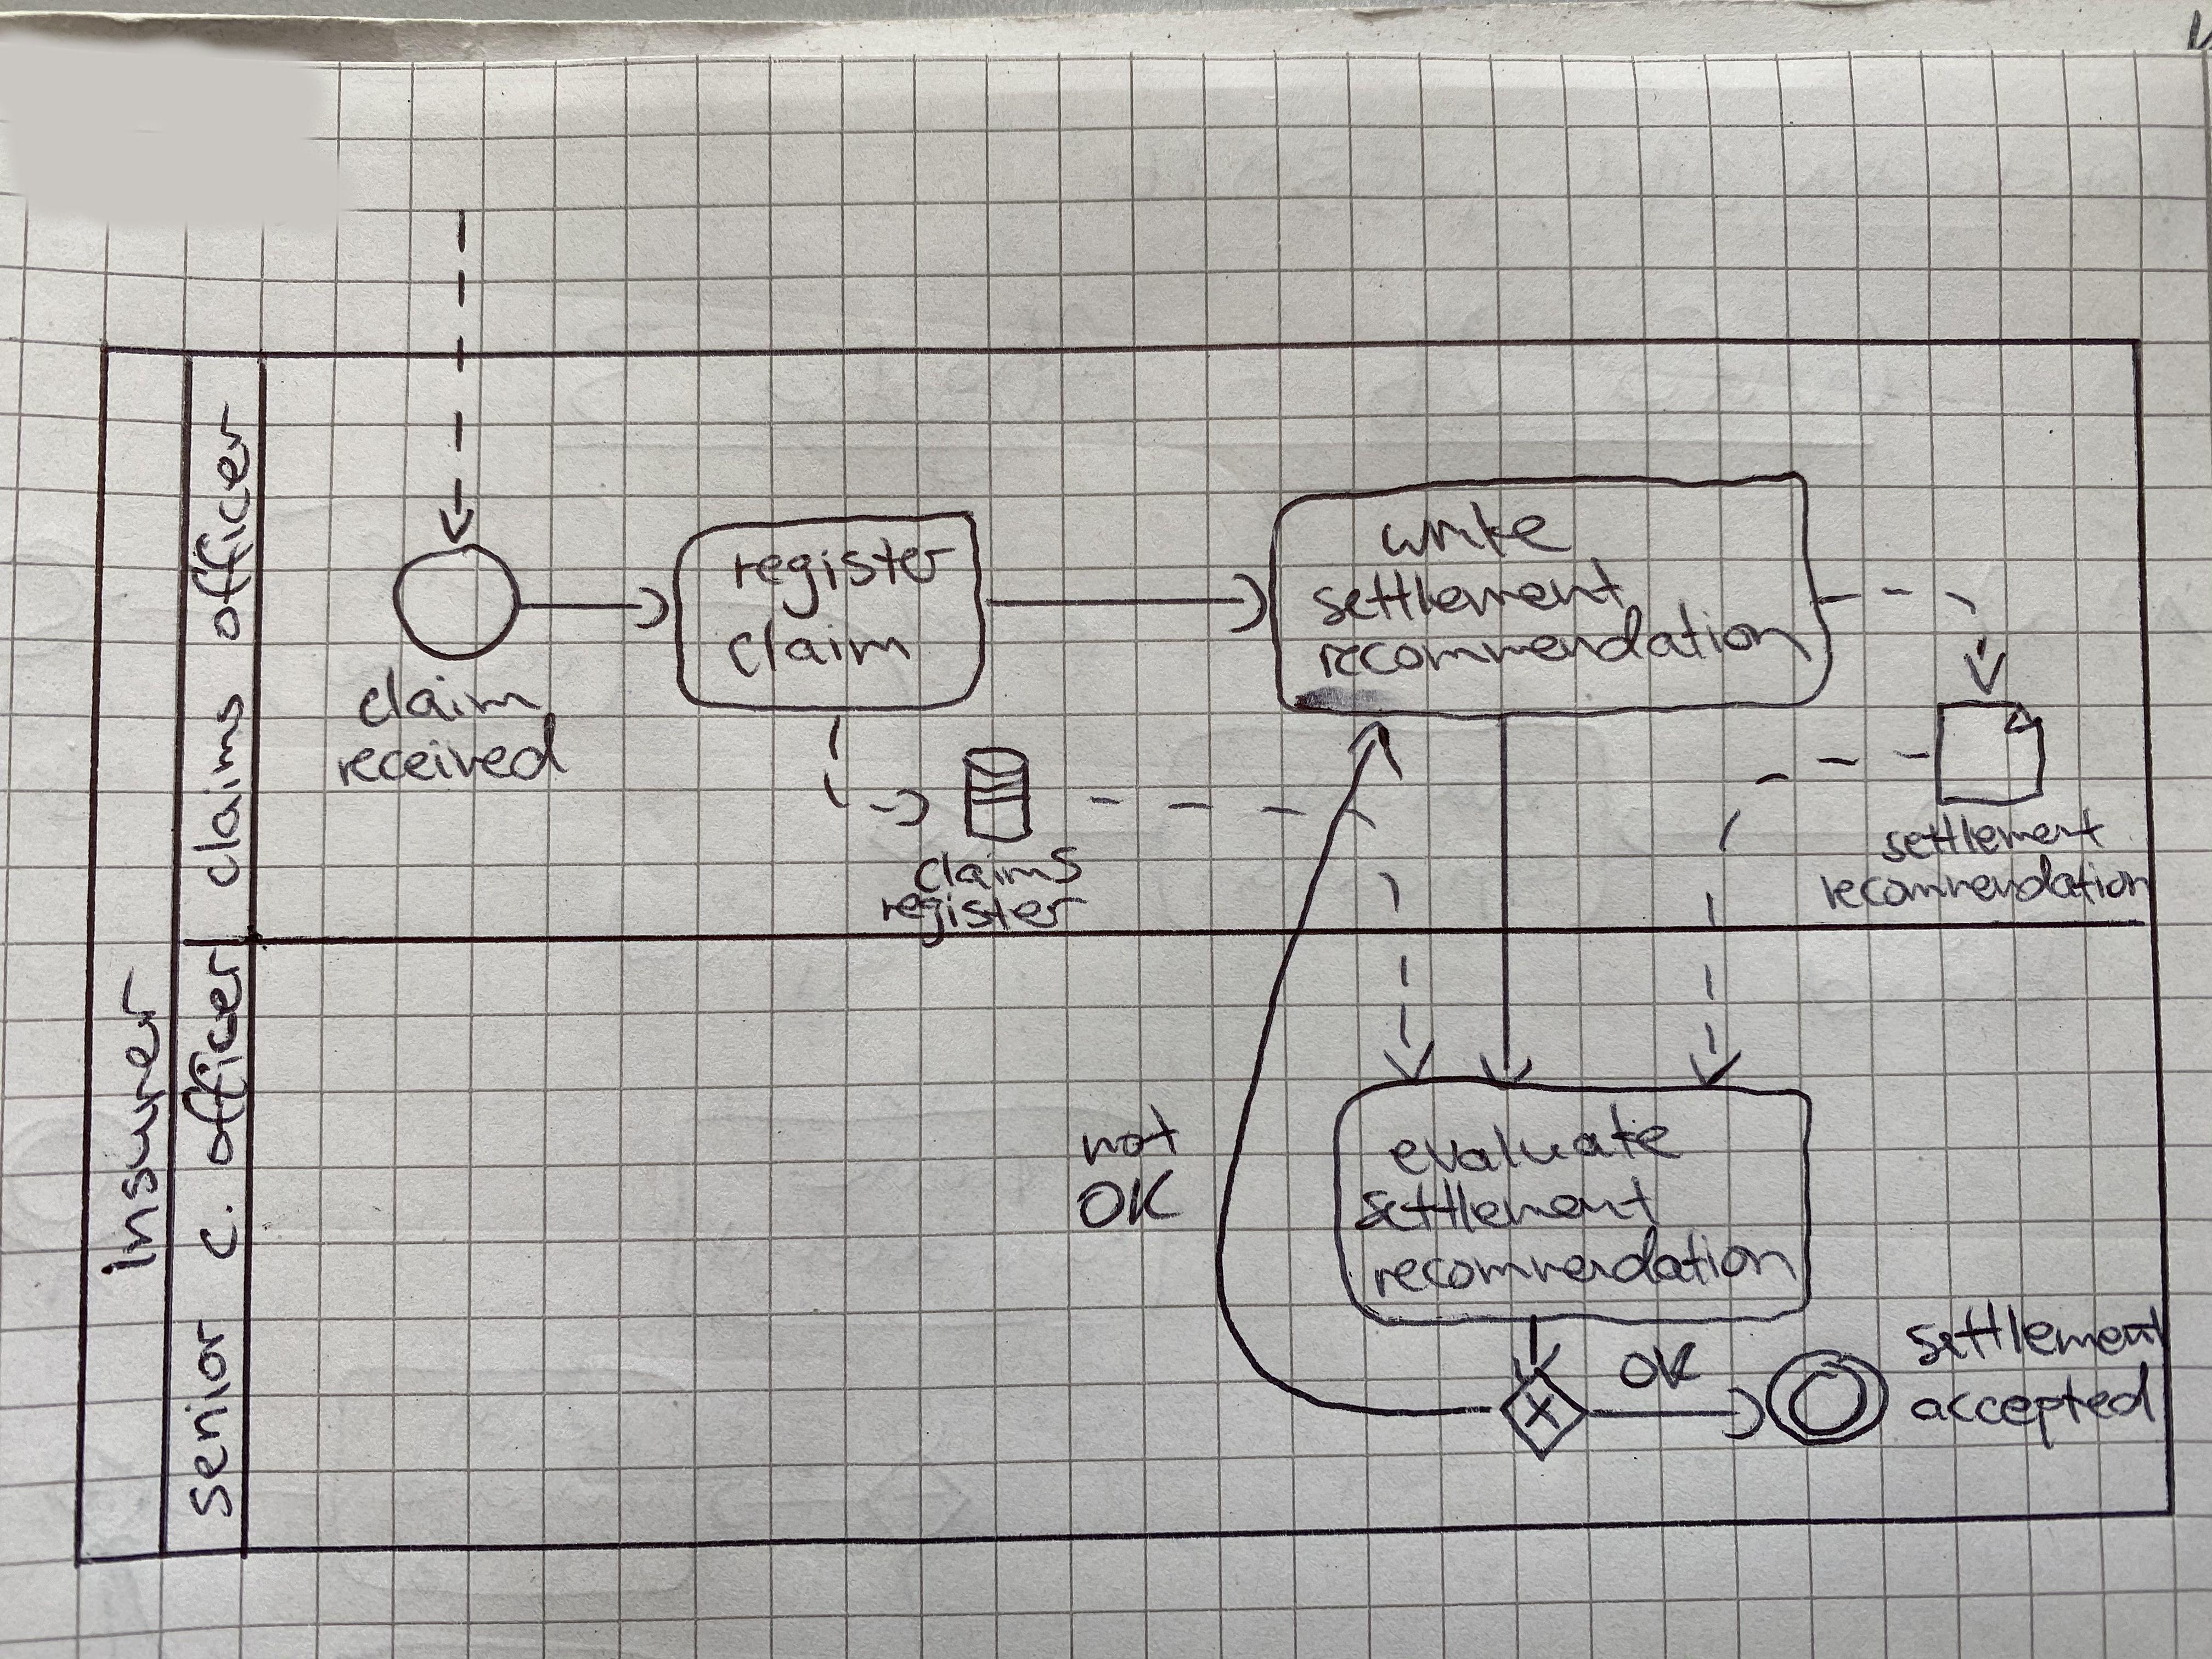 Insurer
claims officer
Senior c. officer
claim
received
register
claim
write
settlement
recommendation
claims
register
settlement
recommendation
not
OK
evaluate
settlement
recommendation
OK
settlement
accepted